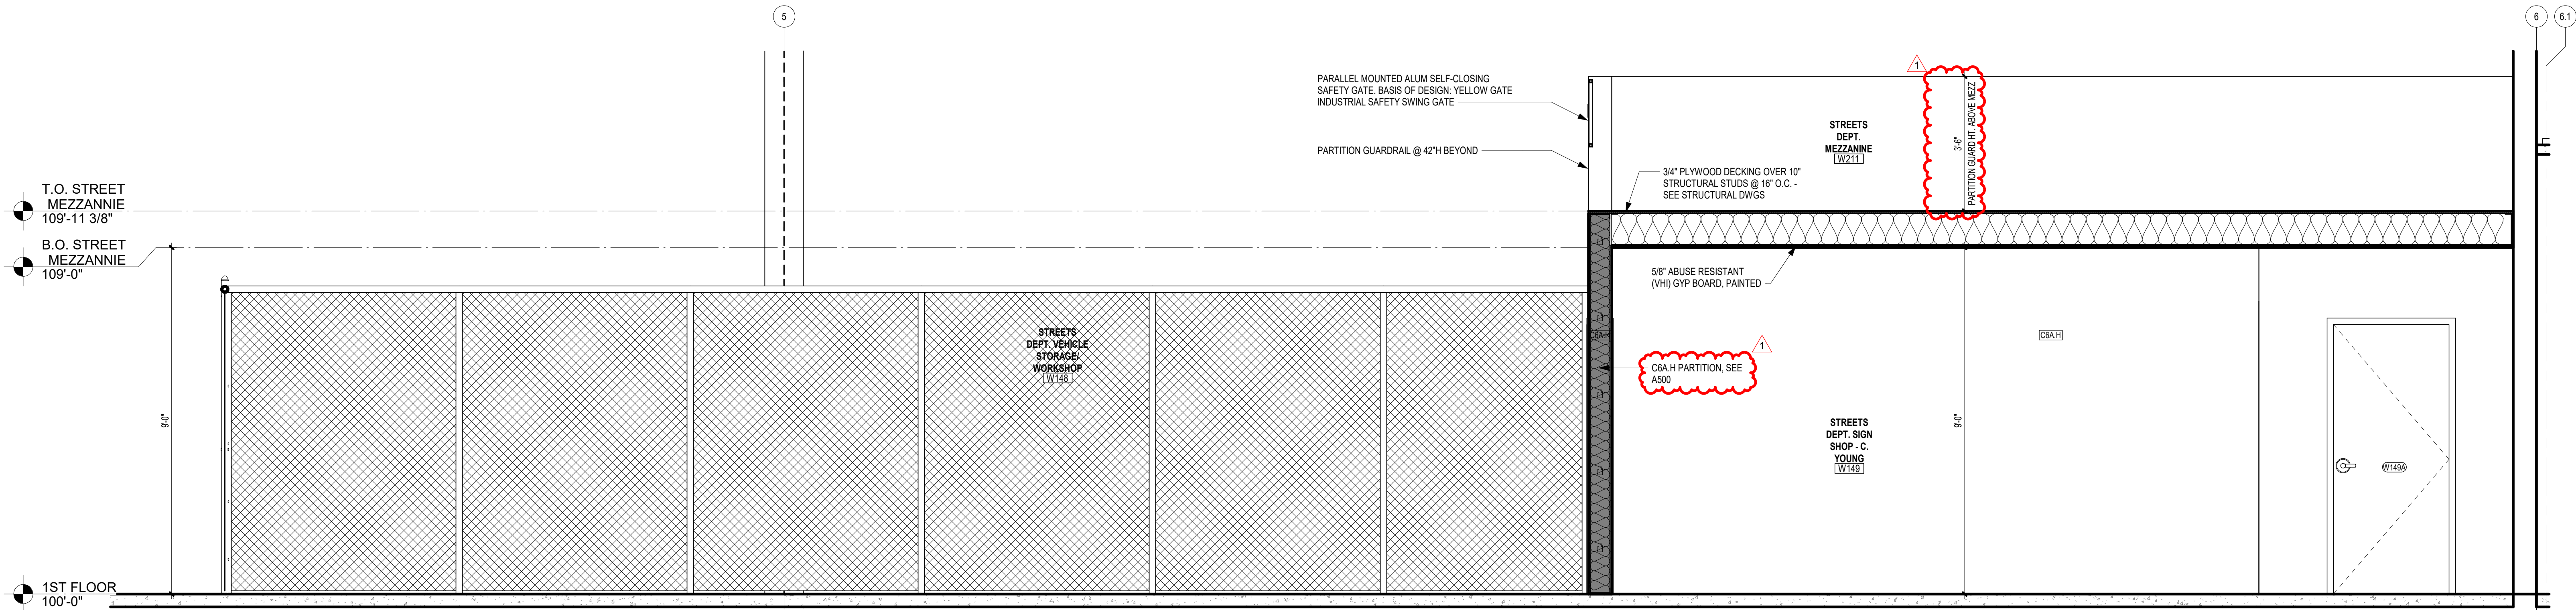 5
6
6.1
PARALLEL MOUNTED ALUM SELF-CLOSING
SAFETY GATE. BASIS OF DESIGN: YELLOW GATE
INDUSTRIAL SAFETY SWING GATE
PARTITION GUARDRAIL @ 42"H BEYOND
1
3'-6"
PARTITION GUARD HT. ABOVE MEZZ
STREETS
DEPT.
MEZZANINE
W211
3/4" PLYWOOD DECKING OVER 10"
STRUCTURAL STUDS @ 16" O.C. -
SEE STRUCTURAL DWGS
T.O. STREET
MEZZANNIE
109'-11 3/8"
B.O. STREET
MEZZANNIE
109'-0"
5/8" ABUSE RESISTANT
(VHI) GYP BOARD, PAINTED
STREETS
DEPT. VEHICLE
STORAGE/
WORKSHOP
W148
C6A.H
C6A.H
1
C6A.H PARTITION, SEE
A500
9'-0"
9'-0"
STREETS
DEPT. SIGN
SHOP - C.
YOUNG
W149
W149A
1ST FLOOR
100'-0"